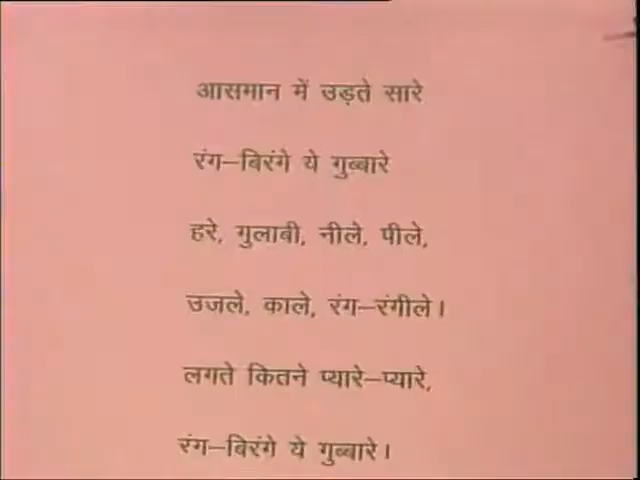 आसमान में उड़ते सारे
रंग–बिरंगे ये गुब्बारे
हरे, गुलाबी, नीले, पीले,
उजले, काले, रंग–रंगीले।
लगते कितने प्यारे–प्यारे,
रंग–बिरंगे ये गुब्बारे।